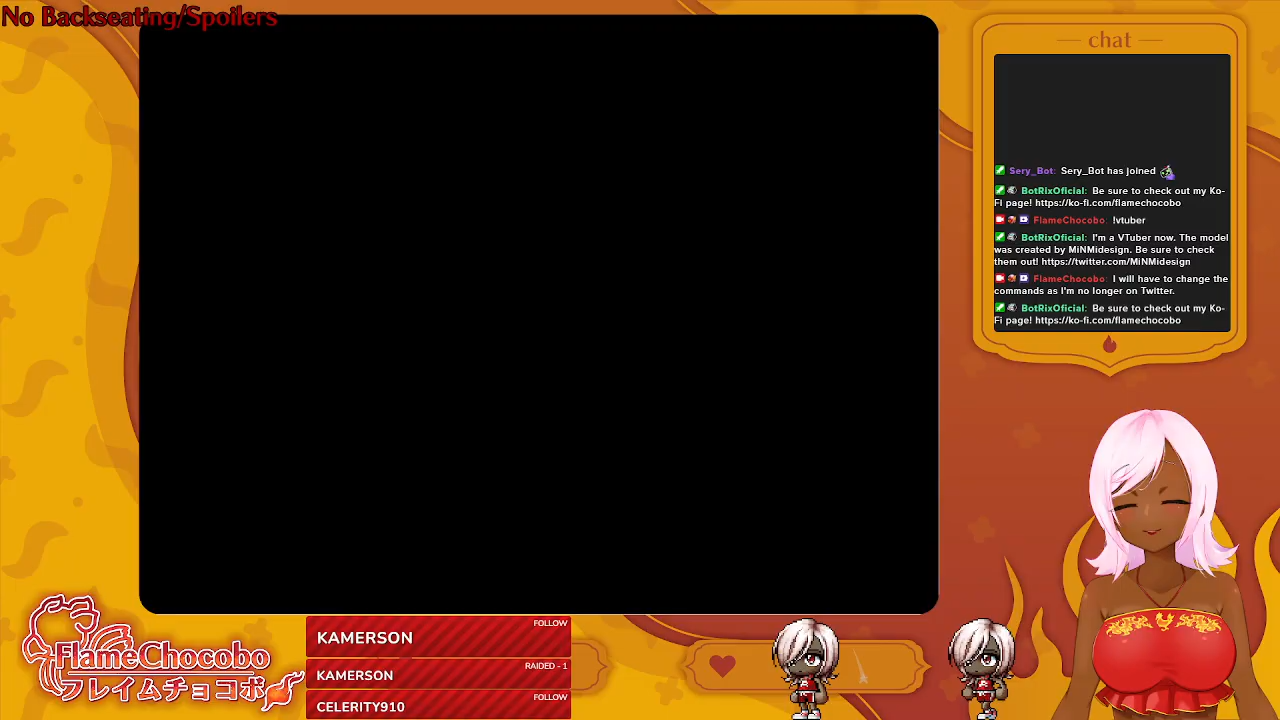 No Backseating/Spoilers
chat
Sery_Bot: Sery_Bot has joined
BotRixOficial: Be sure to check out my Ko-
Fi page! https://ko-fi.com/flamechocobo
FlameChocobo: !vtuber
BotRixOficial: I'm a VTuber now. The model
was created by MiNMidesign. Be sure to check
them out! https://twitter.com/MiNMidesign
FlameChocobo: I will have to change the
commands as I'm no longer on Twitter.
BotRixOficial: Be sure to check out my Ko-
Fi page! https://ko-fi.com/flamechocobo
FlameChocobo
フレイムチョコボ
FOLLOW
KAMERSON
RAIDED - 1
KAMERSON
FOLLOW
CELERITY910